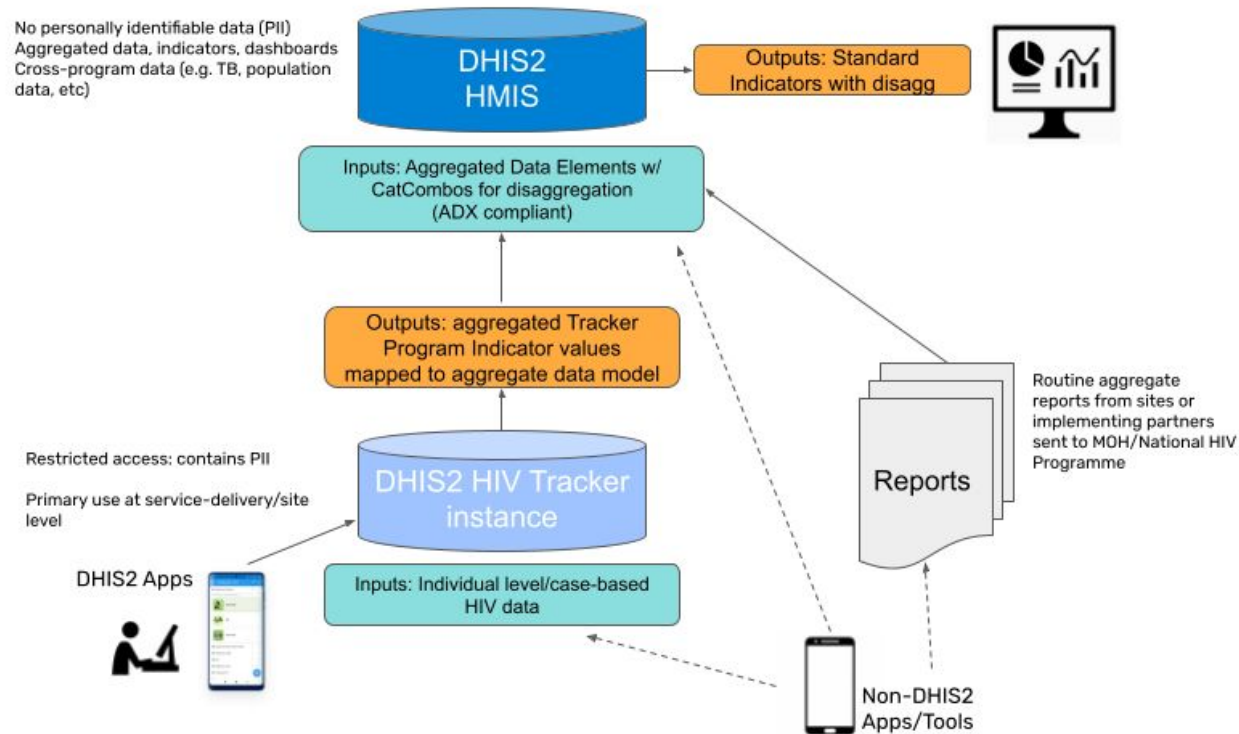 No personally identifiable data (PII)
Aggregated data, indicators, dashboards
Cross-program data (e.g. TB, population
data, etc)
DHIS2
HMIS
Outputs: Standard
Indicators with disagg
Inputs: Aggregated Data Elements w/
CatCombos for disaggregation
(ADX compliant)
Outputs: aggregated Tracker
Program Indicator values
mapped to aggregate data model
Routine aggregate
reports from sites or
implementing partners
sent to MOH/National HIV
Programme
Reports
Restricted access: contains PII
Primary use at service-delivery/site
level
DHIS2 HIV Tracker
instance
DHIS2 Apps
Inputs: Individual level/case-based
HIV data
Non-DHIS2
Apps/Tools